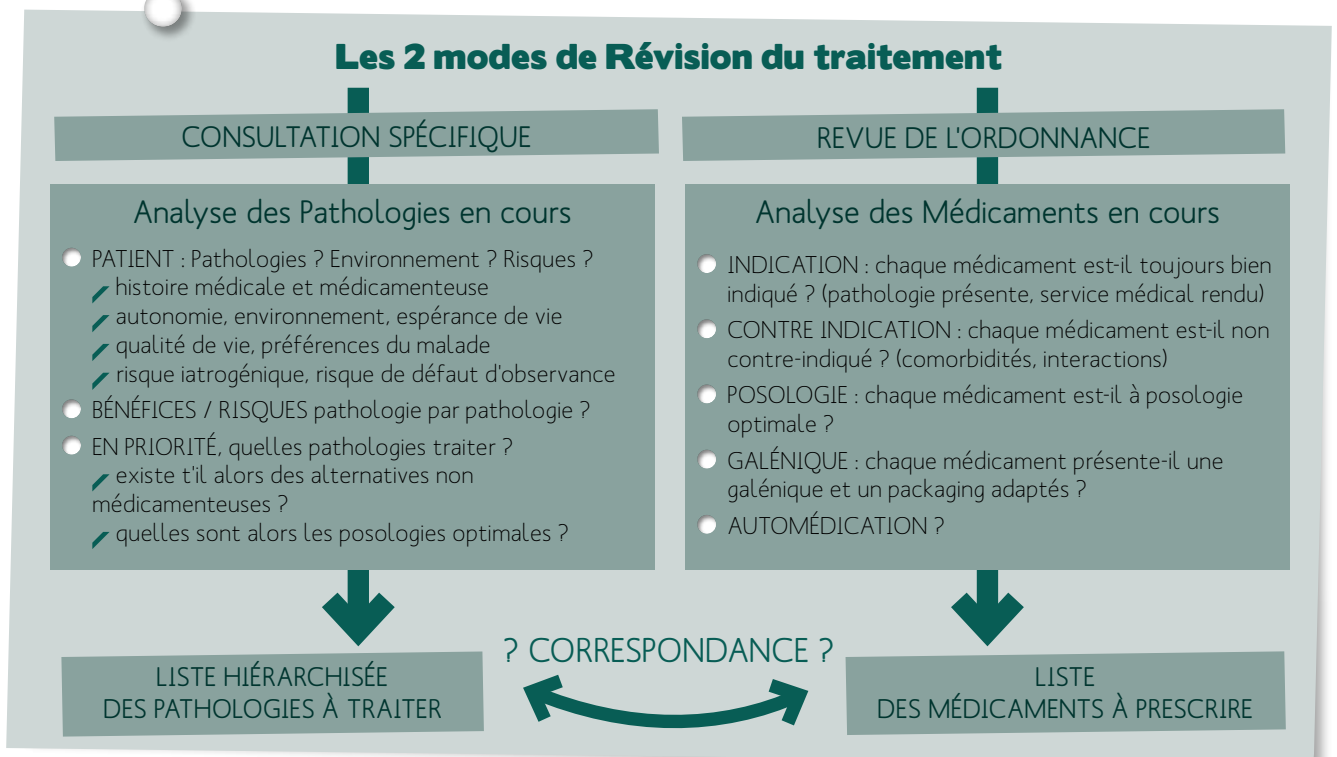 Les 2 modes de Révision du traitement
CONSULTATION SPÉCIFIQUE
Analyse des Pathologies en cours
PATIENT : Pathologies ? Environnement ? Risques ?
histoire médicale et médicamenteuse
autonomie, environnement, espérance de vie
qualité de vie, préférences du malade
risque iatrogénique, risque de défaut d'observance
BÉNÉFICES / RISQUES pathologie par pathologie ?
EN PRIORITÉ, quelles pathologies traiter ?
existe t'il alors des alternatives non
médicamenteuses ?
quelles sont alors les posologies optimales ?
LISTE HIÉRARCHISÉE
DES PATHOLOGIES À TRAITER
REVUE DE L'ORDONNANCE
Analyse des Médicaments en cours
INDICATION : chaque médicament est-il toujours bien
indiqué ? (pathologie présente, service médical rendu)
CONTRE INDICATION : chaque médicament est-il non
contre-indiqué ? (comorbidités, interactions)
POSOLOGIE : chaque médicament est-il à posologie
optimale ?
GALÉNIQUE : chaque médicament présente-il une
galénique et un packaging adaptés ?
AUTOMÉDICATION ?
LISTE
DES MÉDICAMENTS À PRESCRIRE
? CORRESPONDANCE ?